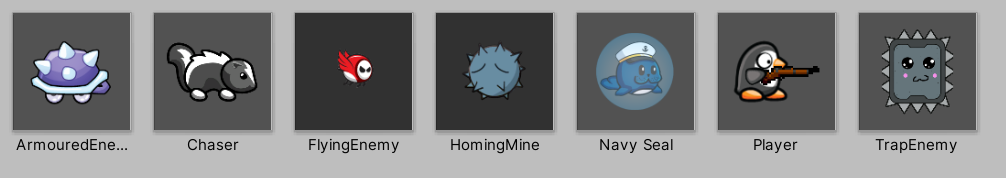 ArmouredEne...
Chaser
FlyingEnemy
HomingMine
Navy Seal
Player
TrapEnemy